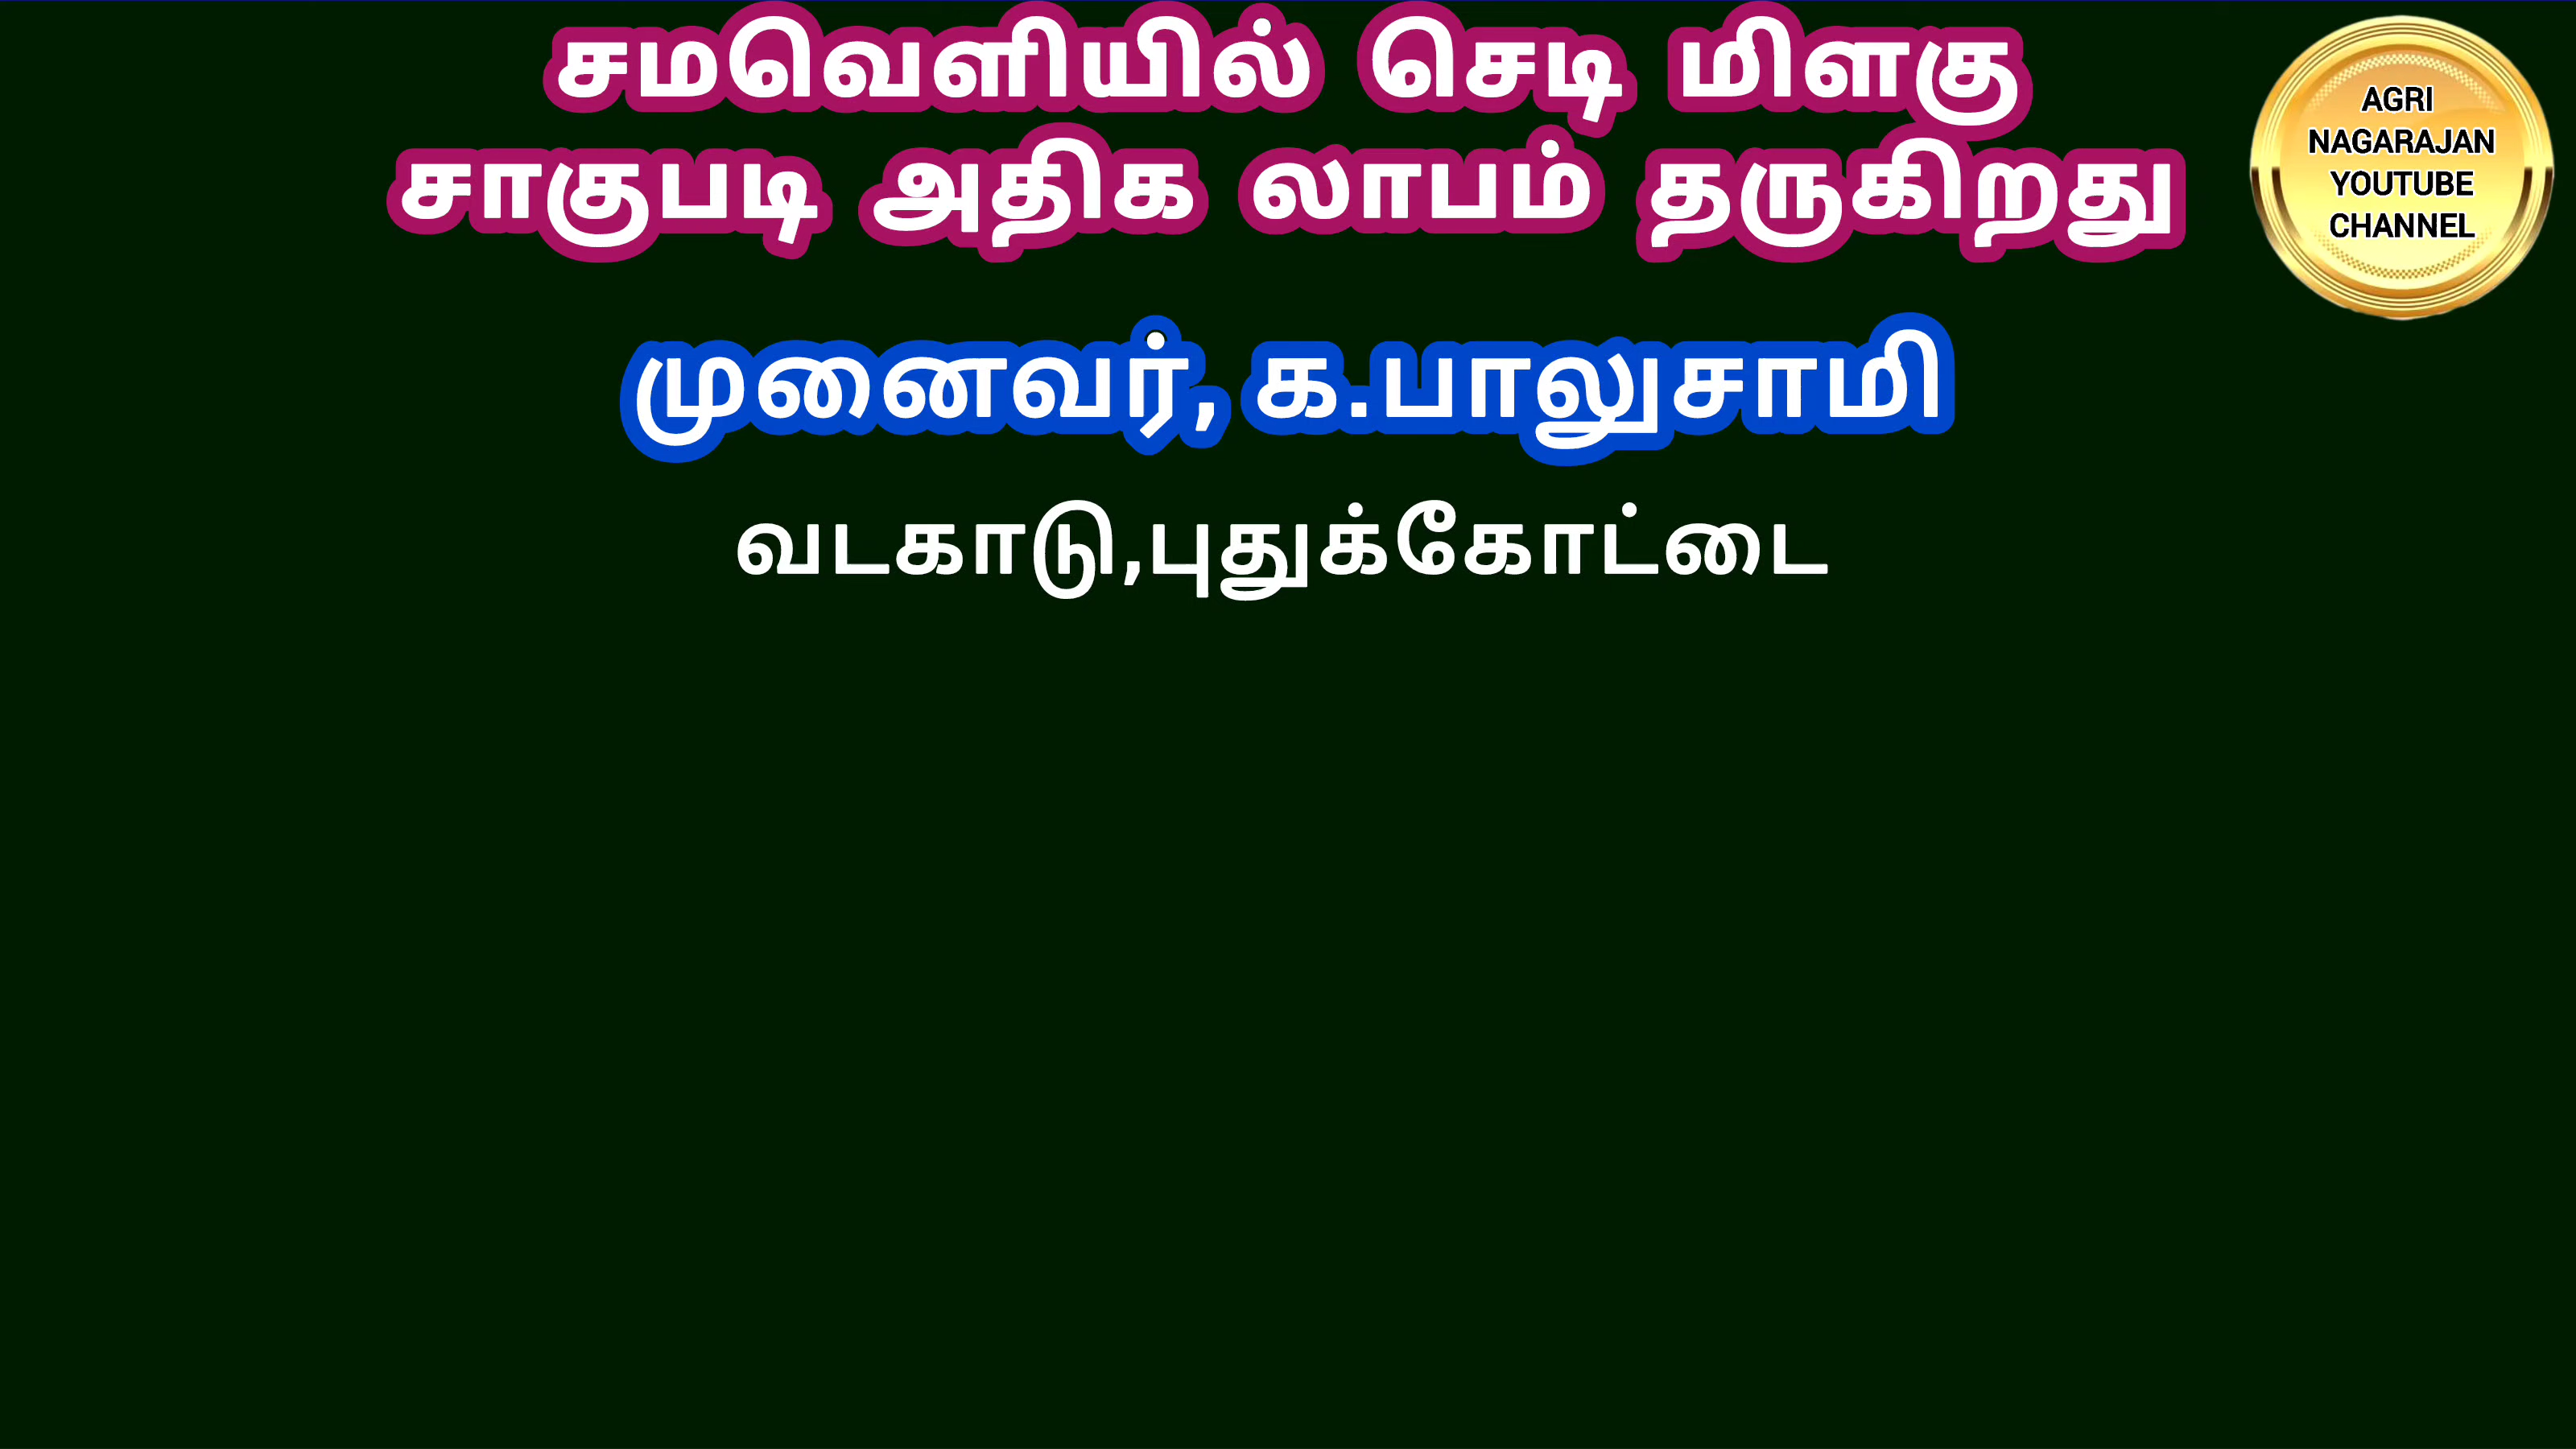 சமவெளியில் செடி மிளகு
சாகுபடி அதிக லாபம் தருகிறது
முனைவர், க.பாலுசாமி
வடகாடு,புதுக்கோட்டை
AGRI
NAGARAJAN
YOUTUBE
CHANNEL